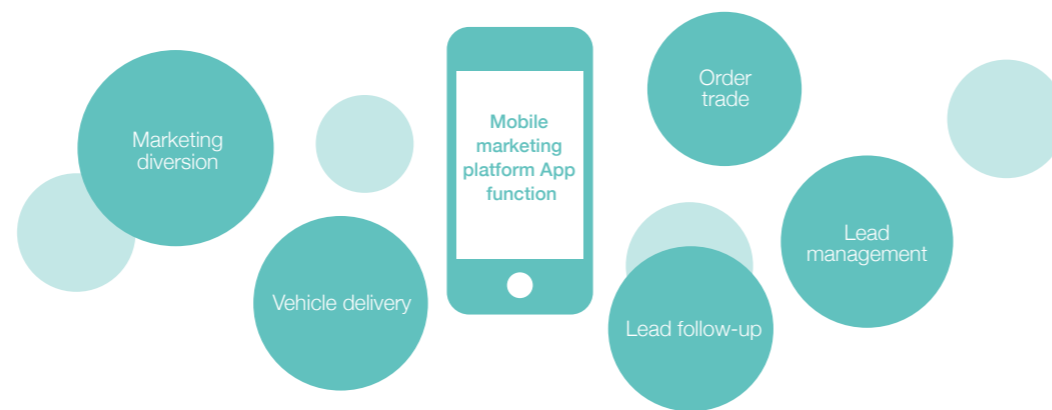 Marketing
diversion
Vehicle delivery
Mobile
marketing
platform App
function
Order
trade
Lead
management
Lead follow-up